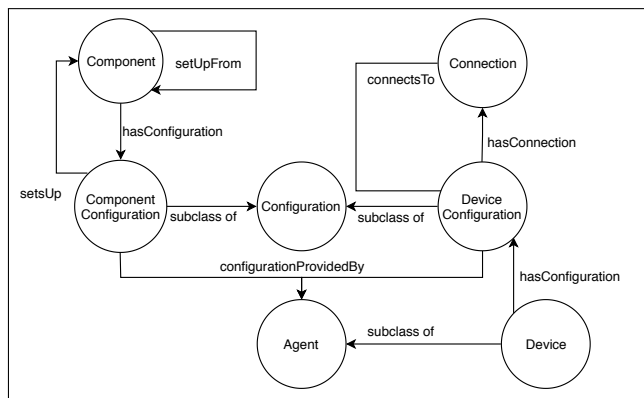 Component
setUpFrom
connectsTo
Connection
hasConfiguration
hasConnection
setsUp
Component
Configuration
subclass of
Configuration
subclass of
Device
Configuration
configurationProvidedBy
hasConfiguration
Agent
subclass of
Device